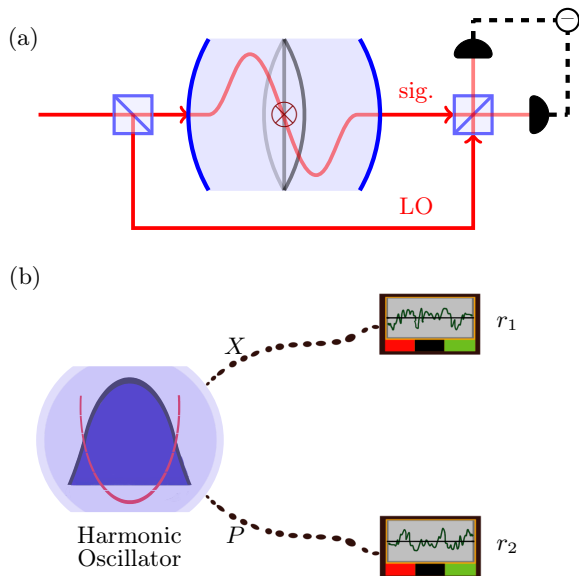 (a)
−
sig.
LO
(b)
X
r₁
P
r₂
Harmonic
Oscillator